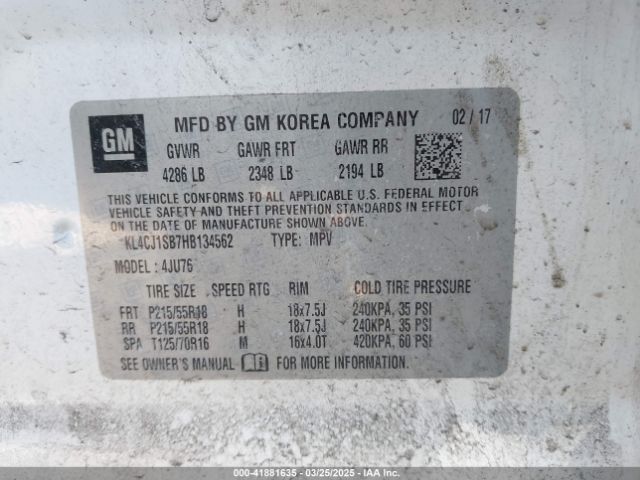 GM
MFD BY GM KOREA COMPANY 02 / 17
GVWR GAWR FRT GAWR RR
4286 LB 2348 LB 2194 LB
THIS VEHICLE CONFORMS TO ALL APPLICABLE U.S. FEDERAL MOTOR
VEHICLE SAFETY AND THEFT PREVENTION STANDARDS IN EFFECT
ON THE DATE OF MANUFACTURE SHOWN ABOVE.
KL4CJ1SB7HB134562 TYPE: MPV
MODEL : 4JU76
TIRE SIZE SPEED RTG RIM COLD TIRE PRESSURE
FRT P215/55R18 H 18x7.5J 240KPA, 35 PSI
RR P215/55R18 H 18x7.5J 240KPA, 35 PSI
SPA T125/70R16 M 16x4.0T 420KPA, 60 PSI
SEE OWNER'S MANUAL FOR MORE INFORMATION.
000-41881635 - 03/25/2025 - IAA Inc.